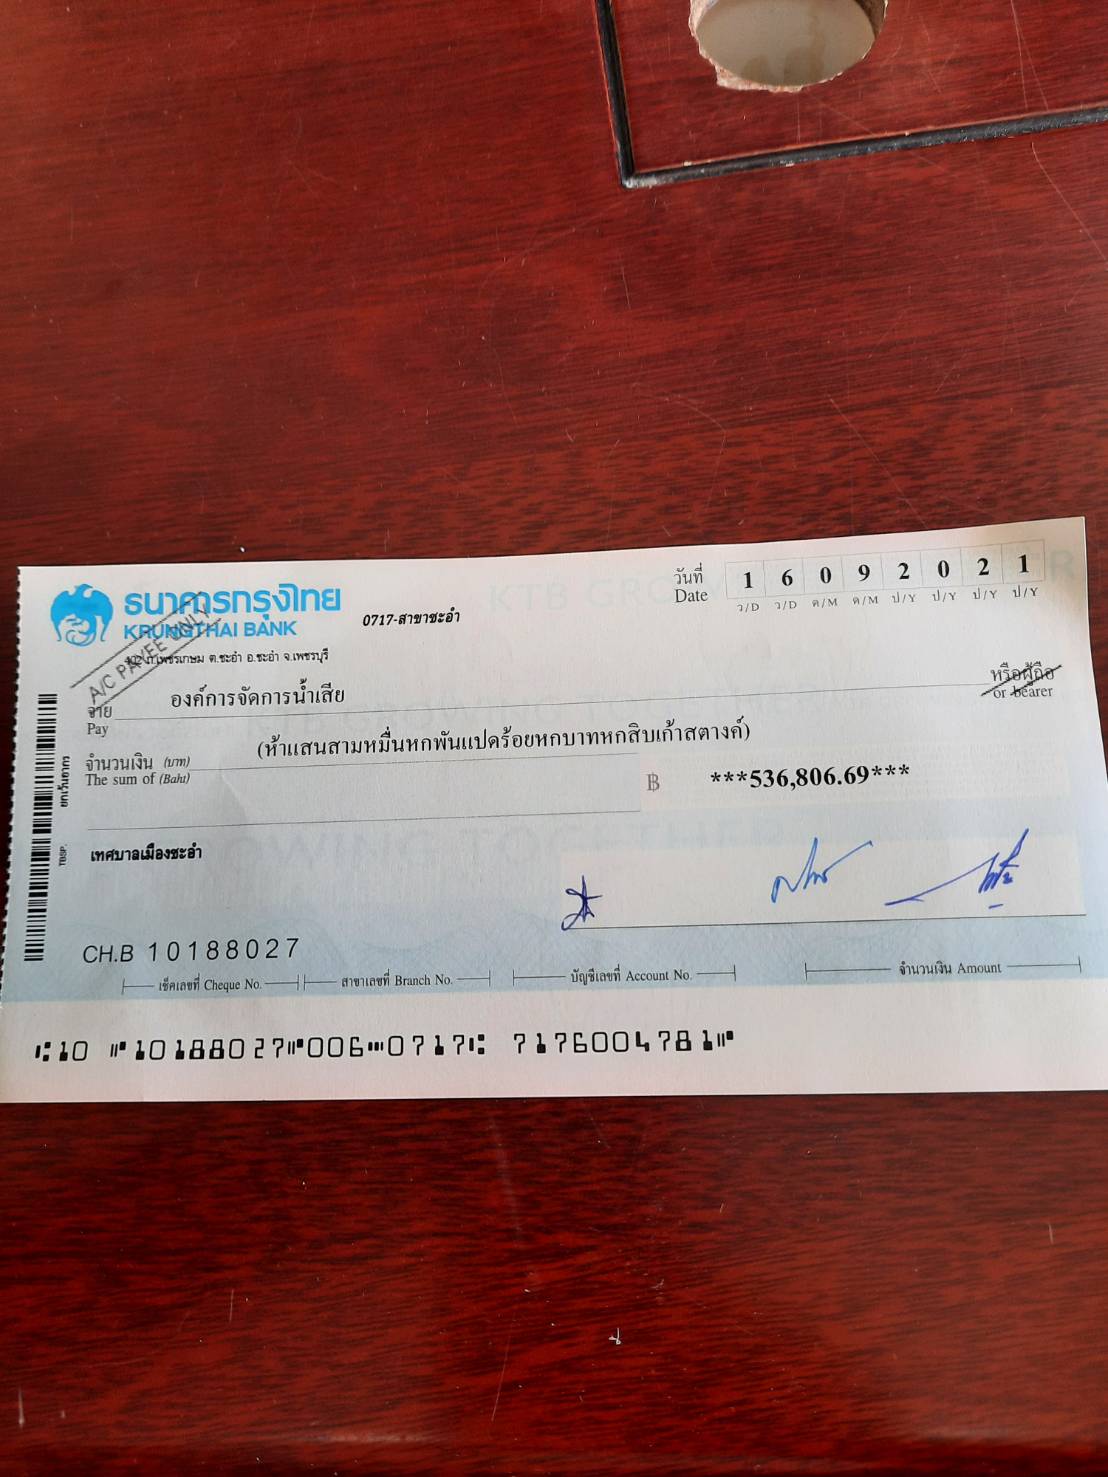 ธนาคารกรุงไทย
KRUNGTHAI BANK
0717-สาขาชะอำ
วันที่ 1 6 0 9 2 0 2 1
Date ว/D ว/D ด/M ด/M ป/Y ป/Y ป/Y ป/Y
ถ.เพชรเกษม ต.ชะอำ อ.ชะอำ จ.เพชรบุรี
A/C PAYEE ONLY
จ่าย องค์การจัดการน้ำเสีย หรือผู้ถือ
Pay or bearer
จำนวนเงิน (บาท) (ห้าแสนสามหมื่นหกพันแปดร้อยหกบาทหกสิบเก้าสตางค์)
The sum of (Baht)
฿ ***536,806.69***
ยกเว้นอากร
TBSP.
เทศบาลเมืองชะอำ
CH.B 10188027
เช็คเลขที่ Cheque No. สาขาเลขที่ Branch No. บัญชีเลขที่ Account No. จำนวนเงิน Amount
⑆10 ⑈10188027⑈006⑉0717⑆ 7176004781⑈